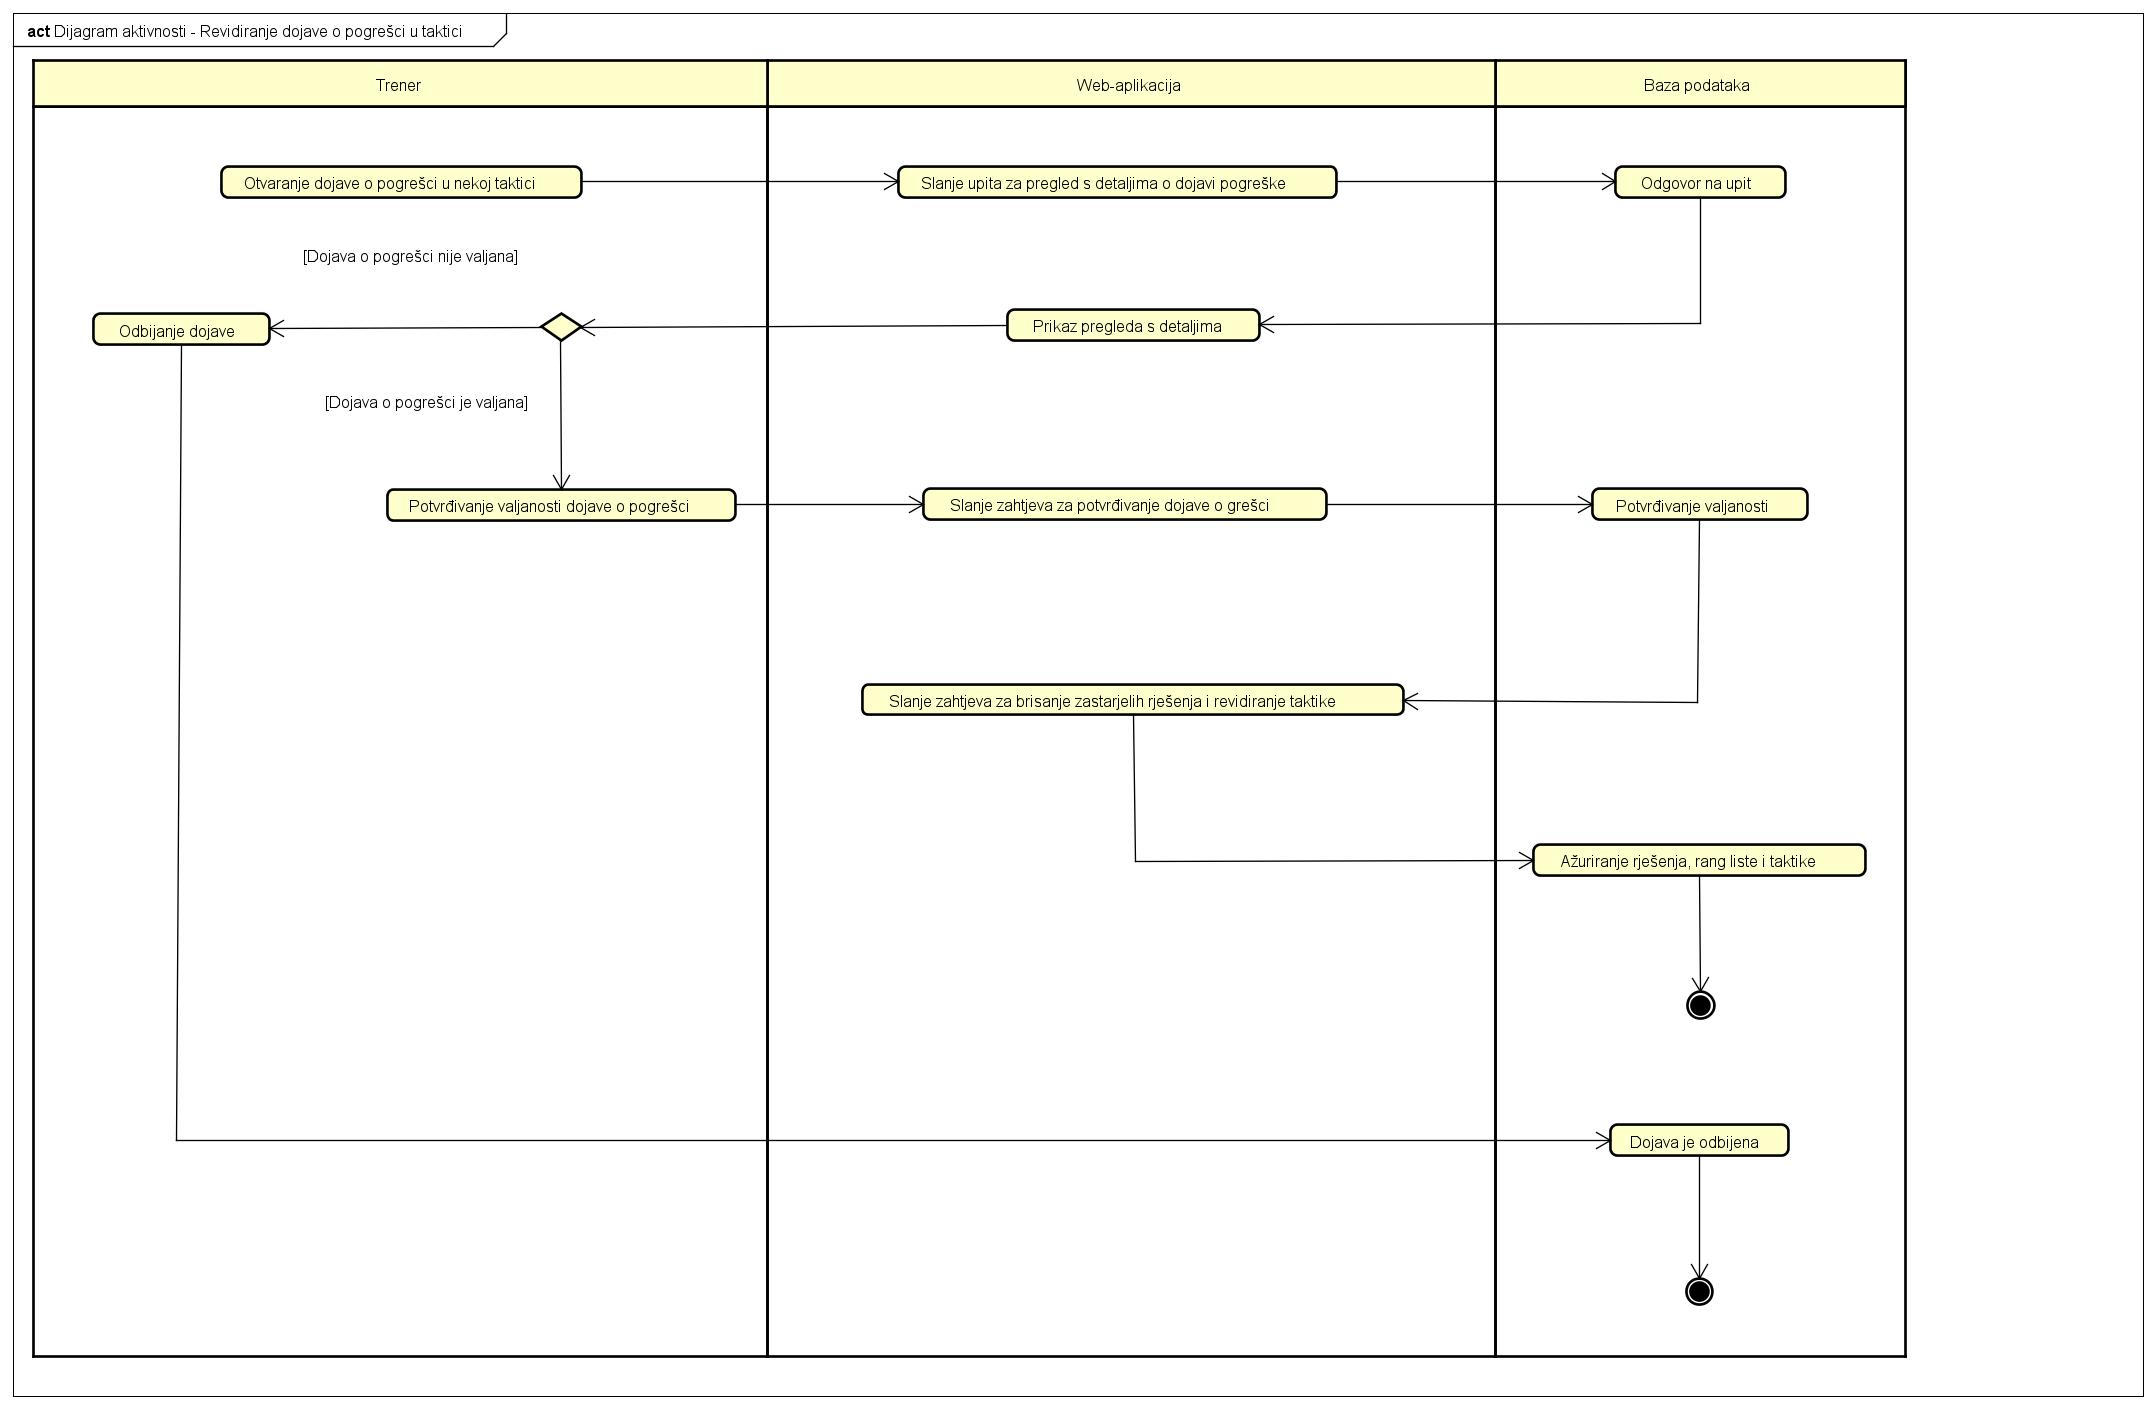 act Dijagram aktivnosti - Revidiranje dojave o pogrešci u taktici
Trener
Web-aplikacija
Baza podataka
Otvaranje dojave o pogrešci u nekoj taktici
Slanje upita za pregled s detaljima o dojavi pogreške
Odgovor na upit
[Dojava o pogrešci nije valjana]
Odbijanje dojave
Prikaz pregleda s detaljima
[Dojava o pogrešci je valjana]
Potvrđivanje valjanosti dojave o pogrešci
Slanje zahtjeva za potvrđivanje dojave o grešci
Potvrđivanje valjanosti
Slanje zahtjeva za brisanje zastarjelih rješenja i revidiranje taktike
Ažuriranje rješenja, rang liste i taktike
Dojava je odbijena